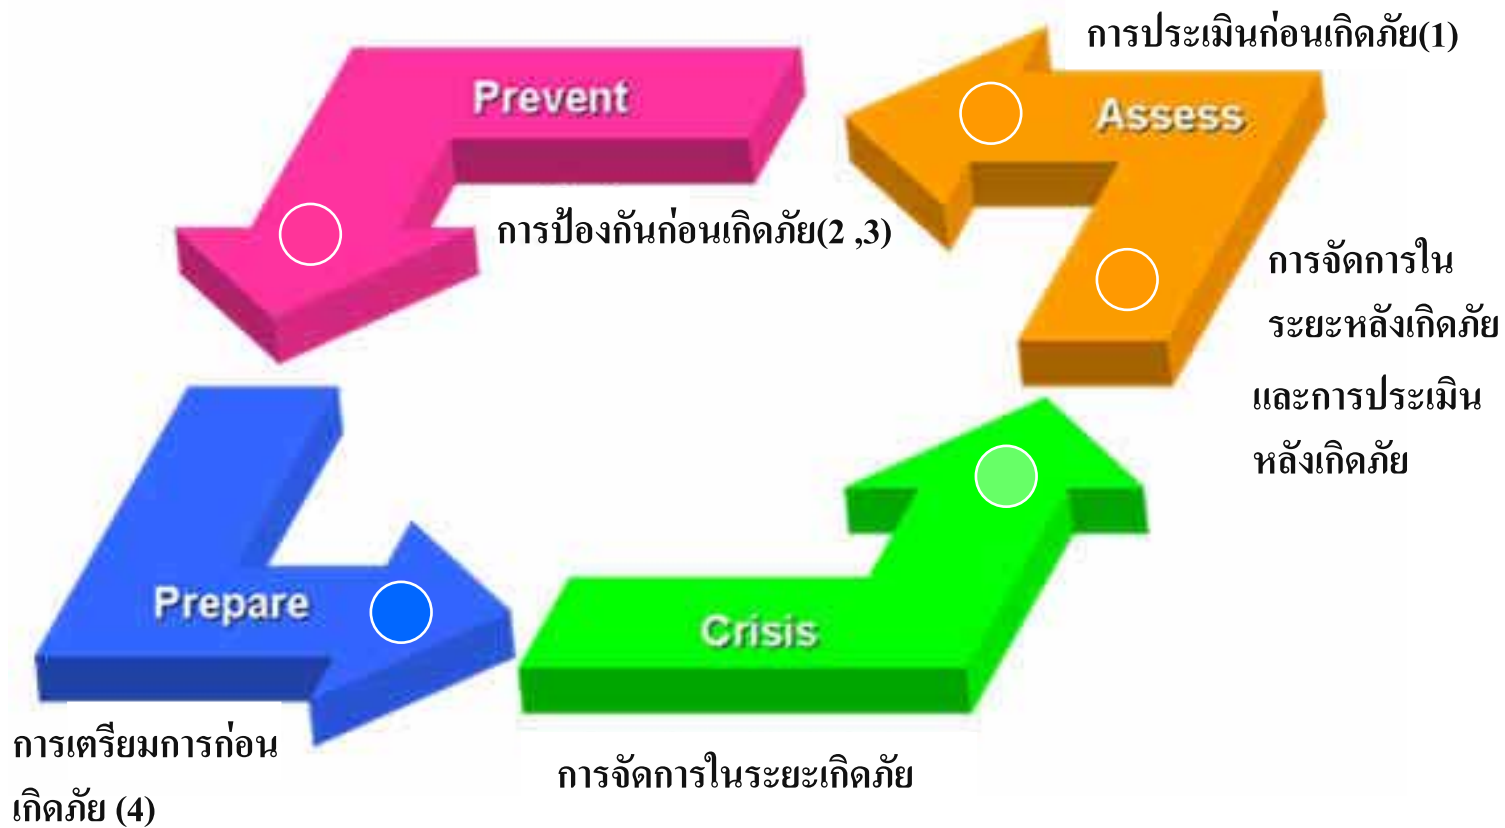 การประเมินก่อนเกิดภัย(1)
Prevent
Assess
การป้องกันก่อนเกิดภัย(2 ,3)
การจัดการใน
ระยะหลังเกิดภัย
และการประเมิน
หลังเกิดภัย
Prepare
Crisis
การเตรียมการก่อน
เกิดภัย (4)
การจัดการในระยะเกิดภัย